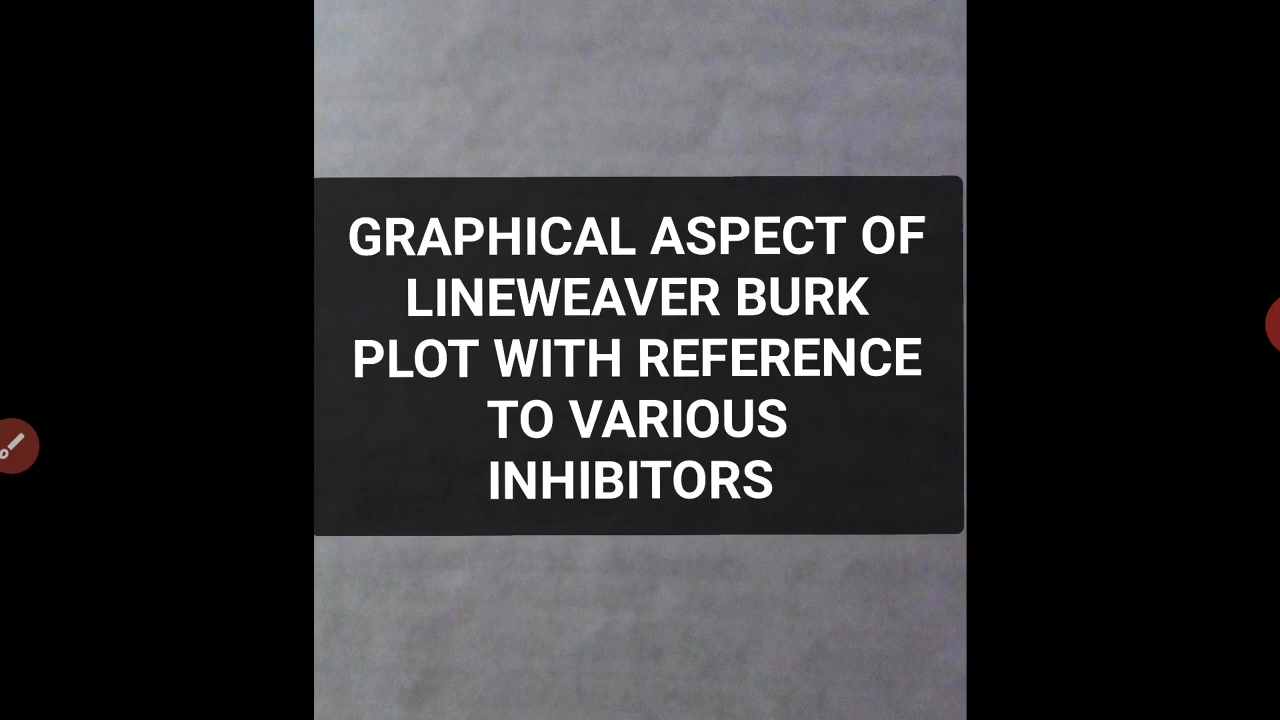 GRAPHICAL ASPECT OF
LINEWEAVER BURK
PLOT WITH REFERENCE
TO VARIOUS
INHIBITORS